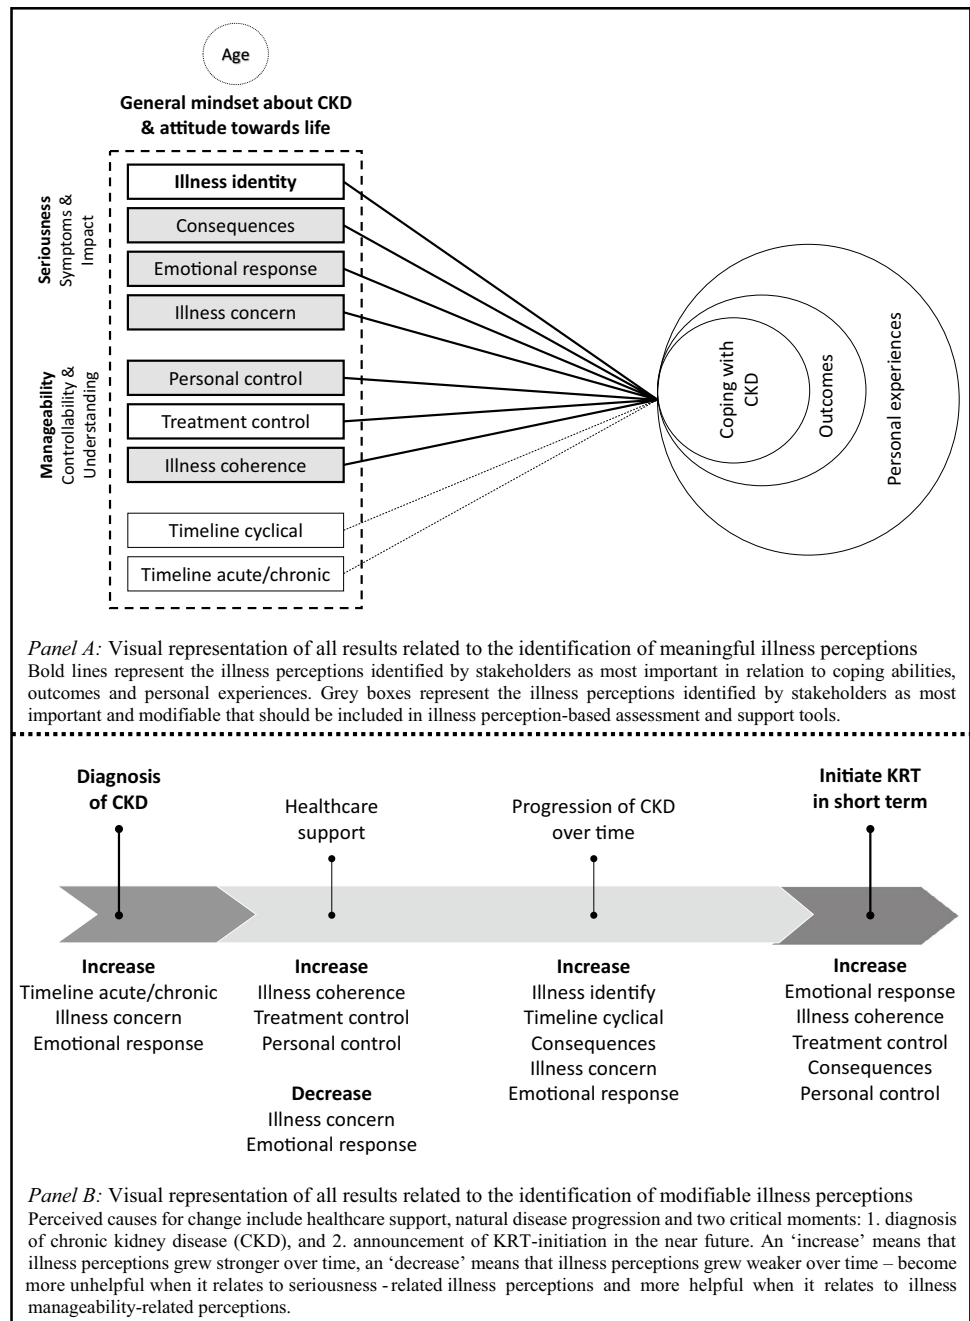 Age
General mindset about CKD
& attitude towards life
Seriousness
Symptoms &
Impact
Illness identity
Consequences
Emotional response
Illness concern
Manageability
Controllability &
Understanding
Personal control
Treatment control
Illness coherence
Timeline cyclical
Timeline acute/chronic
Coping with
CKD
Outcomes
Personal experiences
Panel A: Visual representation of all results related to the identification of meaningful illness perceptions
Bold lines represent the illness perceptions identified by stakeholders as most important in relation to coping abilities,
outcomes and personal experiences. Grey boxes represent the illness perceptions identified by stakeholders as most
important and modifiable that should be included in illness perception-based assessment and support tools.
Diagnosis
of CKD
Healthcare
support
Progression of CKD
over time
Initiate KRT
in short term
Increase
Timeline acute/chronic
Illness concern
Emotional response
Increase
Illness coherence
Treatment control
Personal control
Decrease
Illness concern
Emotional response
Increase
Illness identify
Timeline cyclical
Consequences
Illness concern
Emotional response
Increase
Emotional response
Illness coherence
Treatment control
Consequences
Personal control
Panel B: Visual representation of all results related to the identification of modifiable illness perceptions
Perceived causes for change include healthcare support, natural disease progression and two critical moments: 1. diagnosis
of chronic kidney disease (CKD), and 2. announcement of KRT-initiation in the near future. An ‘increase’ means that
illness perceptions grew stronger over time, an ‘decrease’ means that illness perceptions grew weaker over time – become
more unhelpful when it relates to seriousness - related illness perceptions and more helpful when it relates to illness
manageability-related perceptions.